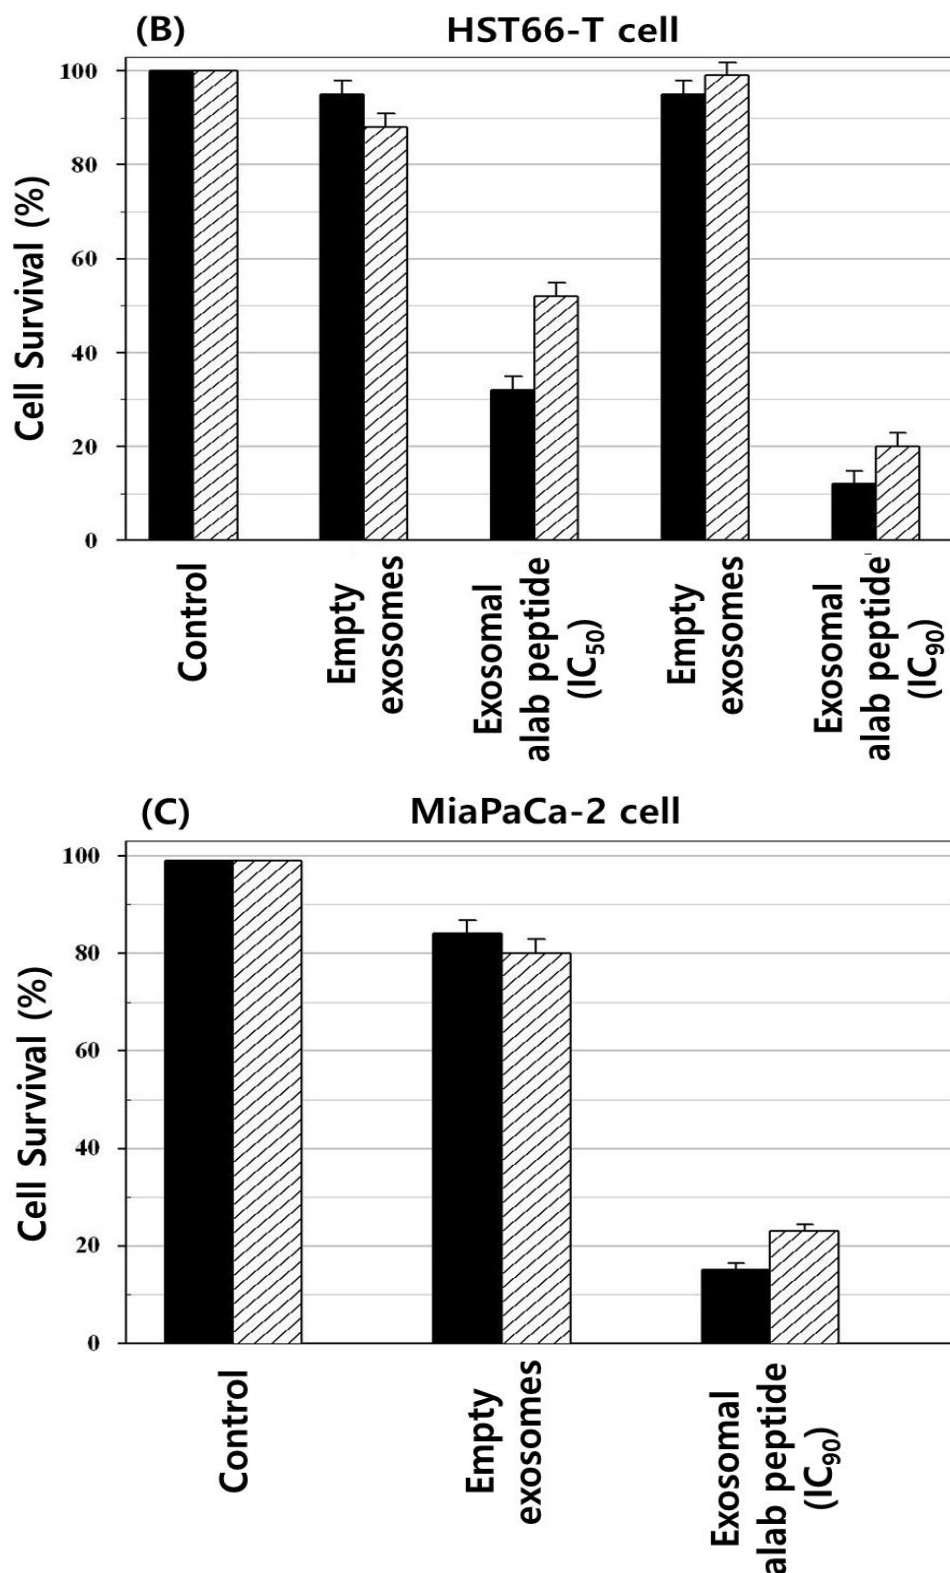 (B) HST66-T cell
Cell Survival (%)
100
80
60
40
20
0
Control
Empty
exosomes
Exosomal
alab peptide
(IC50)
Empty
exosomes
Exosomal
alab peptide
(IC90)
(C) MiaPaCa-2 cell
Cell Survival (%)
100
80
60
40
20
0
Control
Empty
exosomes
Exosomal
alab peptide
(IC90)